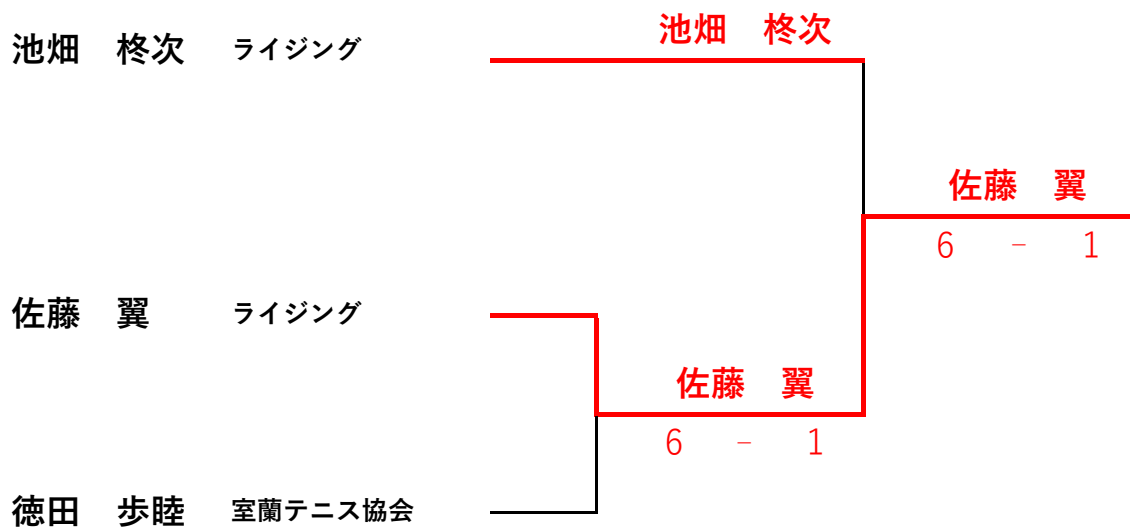 池畑　柊次
池畑　柊次　ライジング
佐藤　翼
6　-　1
佐藤　翼　ライジング
佐藤　翼
6　-　1
徳田　歩睦　室蘭テニス協会